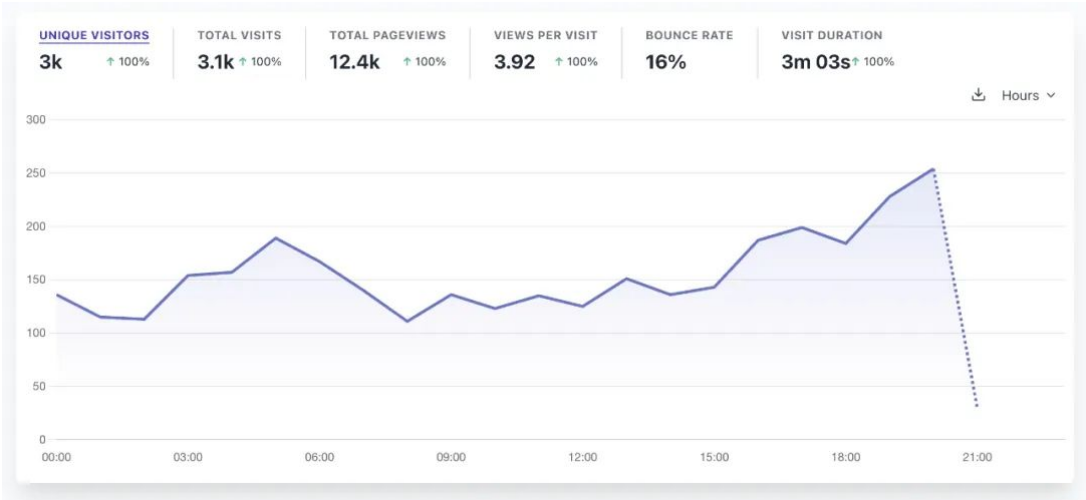 UNIQUE VISITORS TOTAL VISITS TOTAL PAGEVIEWS VIEWS PER VISIT BOUNCE RATE VISIT DURATION
3k ↑ 100% 3.1k ↑ 100% 12.4k ↑ 100% 3.92 ↑ 100% 16% 3m 03s↑ 100%
Hours
300
250
200
150
100
50
0
00:00 03:00 06:00 09:00 12:00 15:00 18:00 21:00